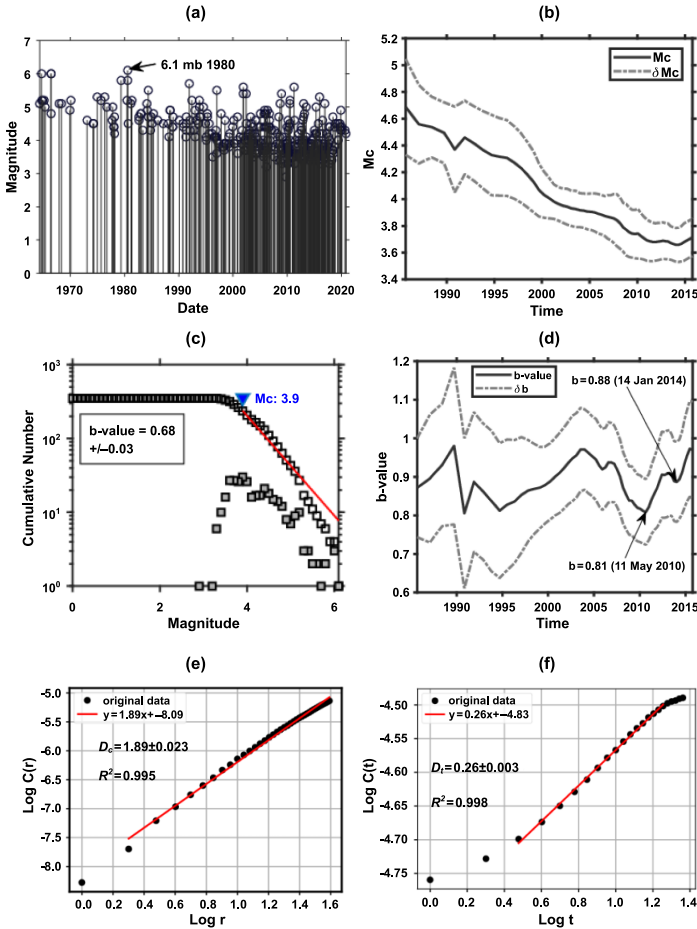 (a)
7
6
5
4
3
2
1
0
Magnitude
6.1 mb 1980
1970
1980
1990
2000
2010
2020
Date
(b)
5.2
5
4.8
4.6
4.4
4.2
4
3.8
3.6
3.4
Mc
Mc
δ Mc
1990
1995
2000
2005
2010
2015
Time
(c)
10³
10²
10¹
10⁰
Cumulative Number
Mc: 3.9
b-value = 0.68
+/–0.03
0
2
4
6
Magnitude
(d)
1.2
1.1
1
0.9
0.8
0.7
0.6
b-value
b-value
δ b
b=0.88 (14 Jan 2014)
b=0.81 (11 May 2010)
1990
1995
2000
2005
2010
2015
Time
(e)
-5.0
-5.5
-6.0
-6.5
-7.0
-7.5
-8.0
Log C(r)
original data
y=1.89x+–8.09
D_c=1.89±0.023
R²=0.995
0.0
0.2
0.4
0.6
0.8
1.0
1.2
1.4
1.6
Log r
(f)
-4.50
-4.55
-4.60
-4.65
-4.70
-4.75
Log C(t)
original data
y=0.26x+–4.83
D_t=0.26±0.003
R²=0.998
0.0
0.2
0.4
0.6
0.8
1.0
1.2
1.4
Log t